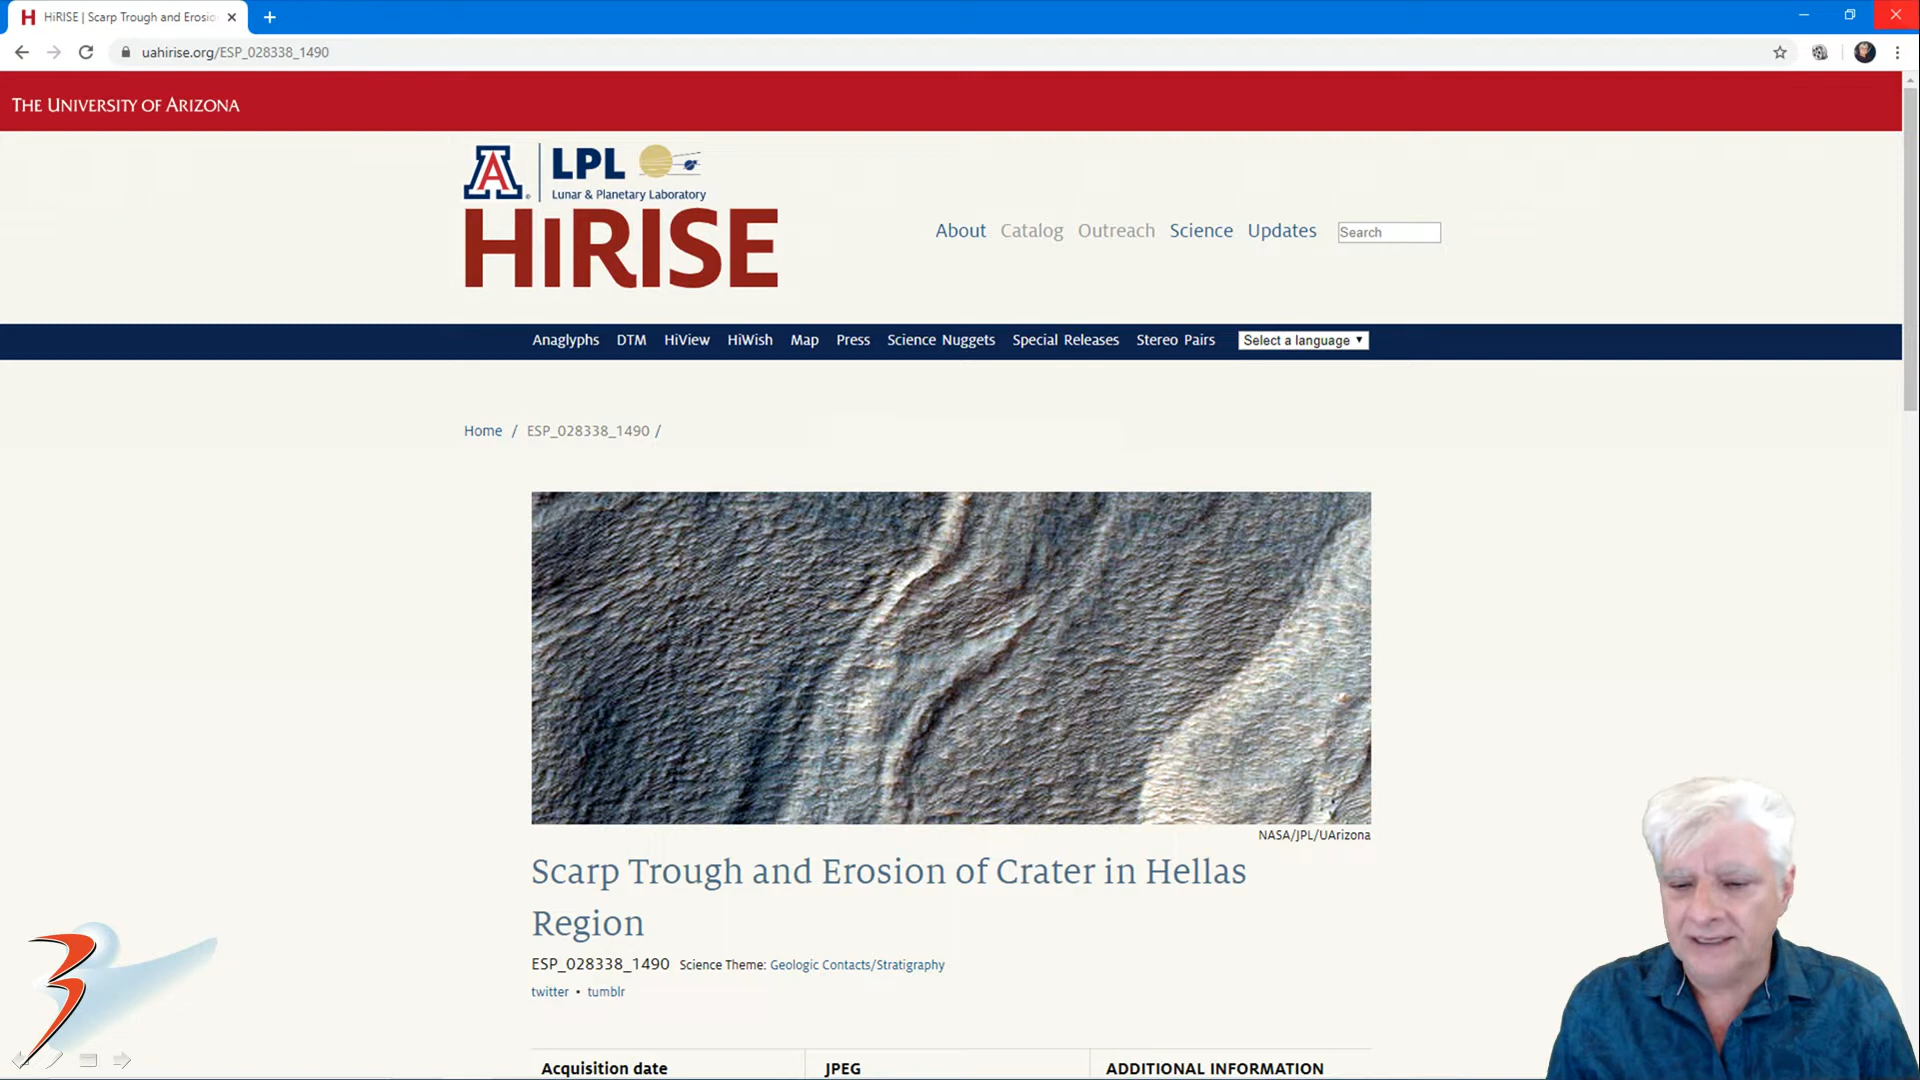 HiRISE | Scarp Trough and Erosio
uahirise.org/ESP_028338_1490
THE UNIVERSITY OF ARIZONA
A LPL
Lunar & Planetary Laboratory
HiRISE
About Catalog Outreach Science Updates Search
Anaglyphs DTM HiView HiWish Map Press Science Nuggets Special Releases Stereo Pairs Select a language
Home / ESP_028338_1490 /
NASA/JPL/UArizona
Scarp Trough and Erosion of Crater in Hellas
Region
ESP_028338_1490 Science Theme: Geologic Contacts/Stratigraphy
twitter • tumblr
Acquisition date JPEG ADDITIONAL INFORMATION
3